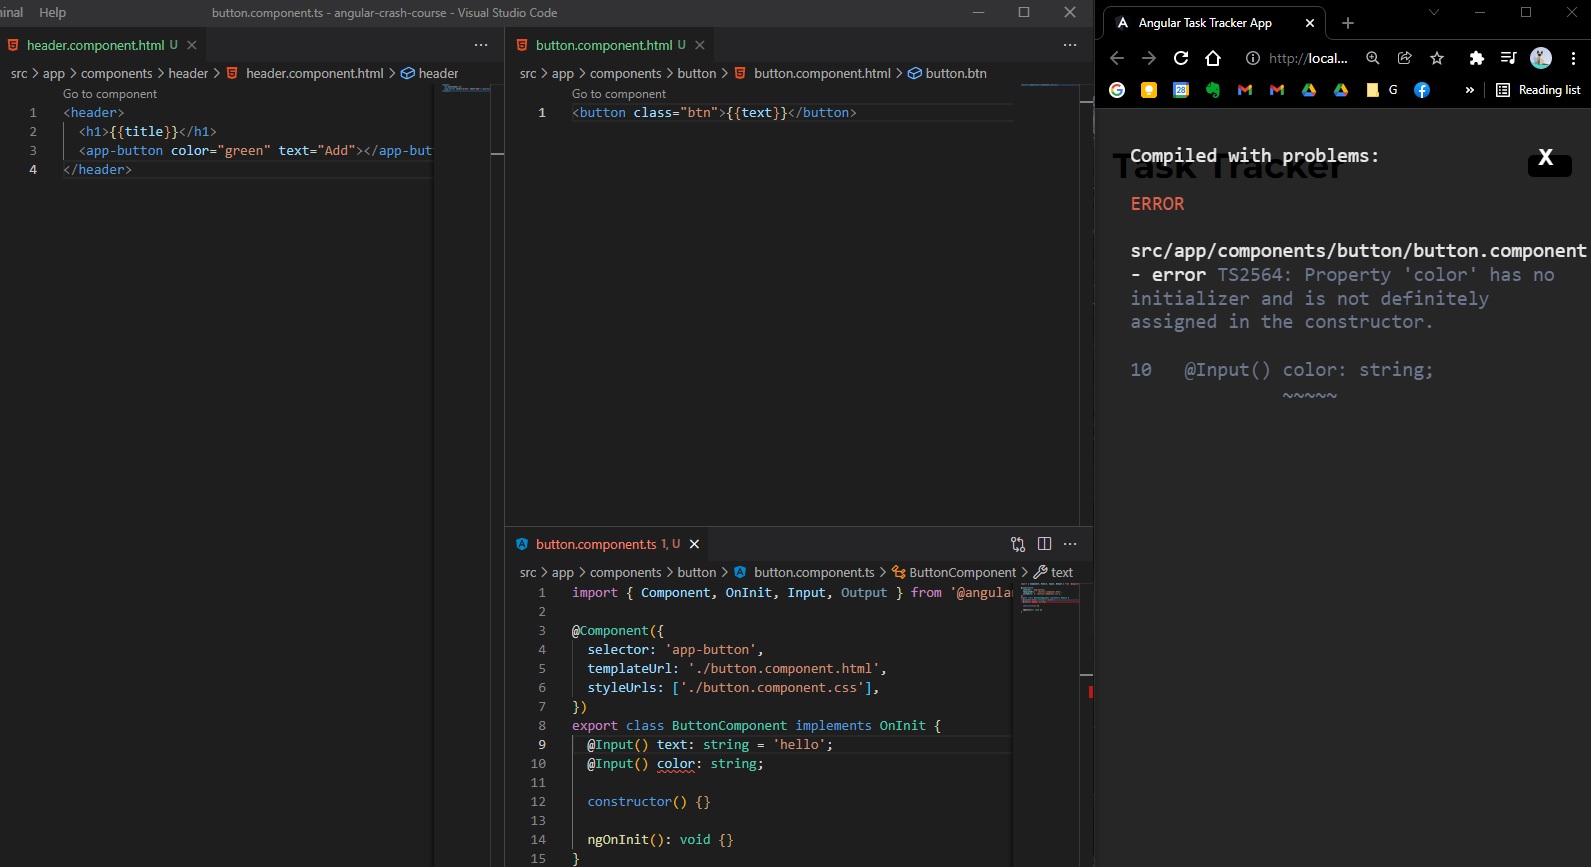 inal Help
button.component.ts - angular-crash-course - Visual Studio Code
header.component.html U
src > app > components > header > header.component.html > header
Go to component
1 <header>
2 <h1>{{title}}</h1>
3 <app-button color="green" text="Add"></app-but
4 </header>
button.component.html U
src > app > components > button > button.component.html > button.btn
Go to component
1 <button class="btn">{{text}}</button>
button.component.ts 1, U
src > app > components > button > button.component.ts > ButtonComponent > text
1 import { Component, OnInit, Input, Output } from '@angula
2
3 @Component({
4 selector: 'app-button',
5 templateUrl: './button.component.html',
6 styleUrls: ['./button.component.css'],
7 })
8 export class ButtonComponent implements OnInit {
9 @Input() text: string = 'hello';
10 @Input() color: string;
11
12 constructor() {}
13
14 ngOnInit(): void {}
15 }
Angular Task Tracker App
http://local...
28 G » Reading list
Task Tracker
Compiled with problems:
X
ERROR
src/app/components/button/button.component
- error TS2564: Property 'color' has no
initializer and is not definitely
assigned in the constructor.
10 @Input() color: string;
~~~~~